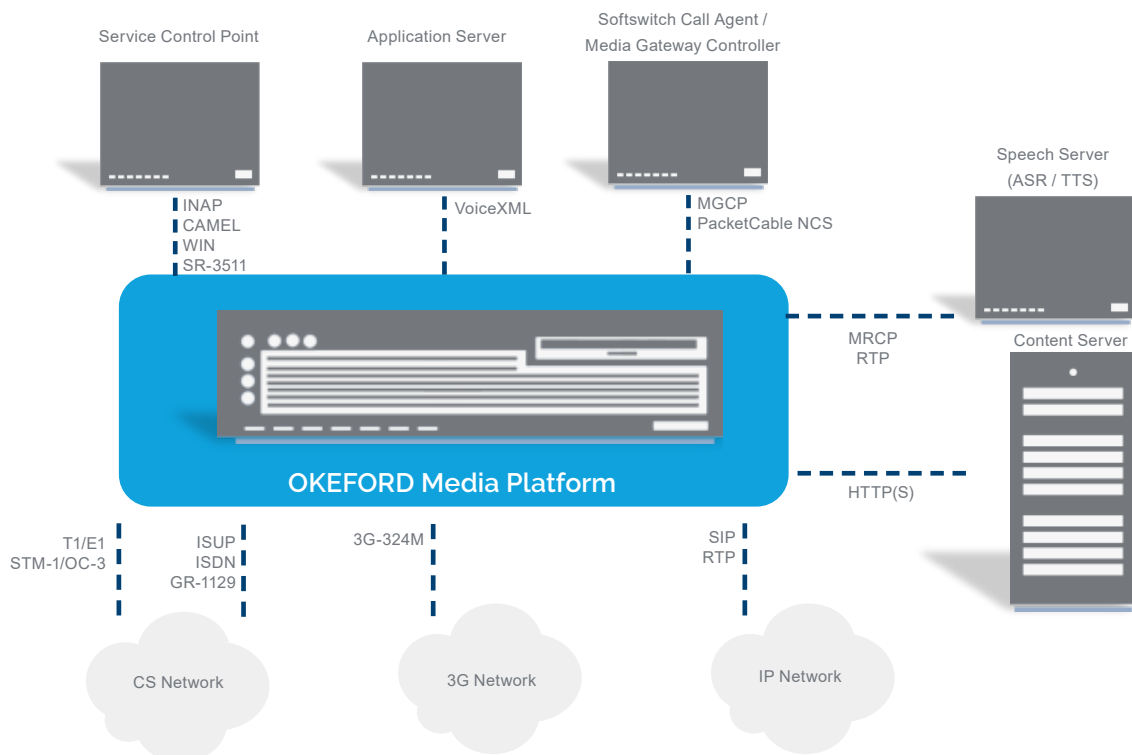 Service Control Point
Application Server
Softswitch Call Agent /
Media Gateway Controller
Speech Server
(ASR / TTS)
INAP
CAMEL
WIN
SR-3511
VoiceXML
MGCP
PacketCable NCS
MRCP
RTP
Content Server
HTTP(S)
OKEFORD Media Platform
T1/E1
STM-1/OC-3
ISUP
ISDN
GR-1129
3G-324M
SIP
RTP
CS Network
3G Network
IP Network